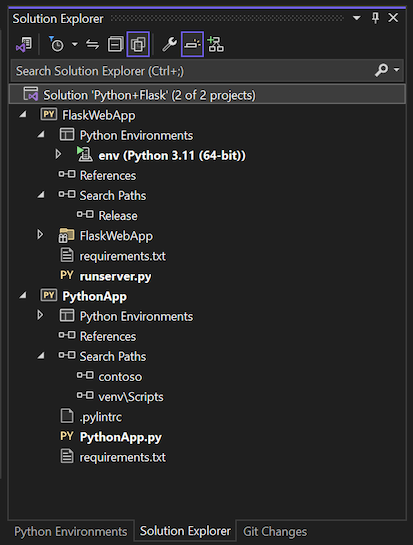 Solution Explorer
Search Solution Explorer (Ctrl+;)
Solution 'Python+Flask' (2 of 2 projects)
PY FlaskWebApp
Python Environments
env (Python 3.11 (64-bit))
References
Search Paths
Release
FlaskWebApp
requirements.txt
PY runserver.py
PY PythonApp
Python Environments
References
Search Paths
contoso
venv\Scripts
.pylintrc
PY PythonApp.py
requirements.txt
Python Environments Solution Explorer Git Changes